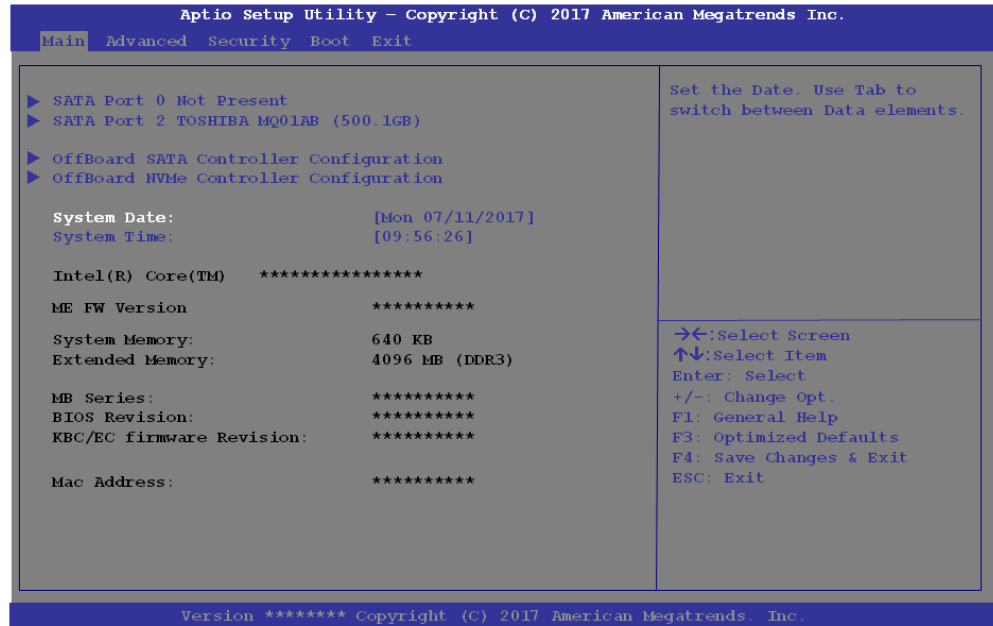 Aptio Setup Utility – Copyright (C) 2017 American Megatrends Inc.
Main Advanced Security Boot Exit
▶ SATA Port 0 Not Present
▶ SATA Port 2 TOSHIBA MQ01AB (500.1GB)
▶ OffBoard SATA Controller Configuration
▶ OffBoard NVMe Controller Configuration
System Date: [Mon 07/11/2017]
System Time: [09:56:26]
Intel(R) Core(TM) ****************
ME FW Version **********
System Memory: 640 KB
Extended Memory: 4096 MB (DDR3)
MB Series: **********
BIOS Revision: **********
KBC/EC firmware Revision: **********
Mac Address: **********
Set the Date. Use Tab to
switch between Data elements.
→←:Select Screen
↑↓:Select Item
Enter: Select
+/-: Change Opt.
F1: General Help
F3: Optimized Defaults
F4: Save Changes & Exit
ESC: Exit
Version ******** Copyright (C) 2017 American Megatrends. Inc.